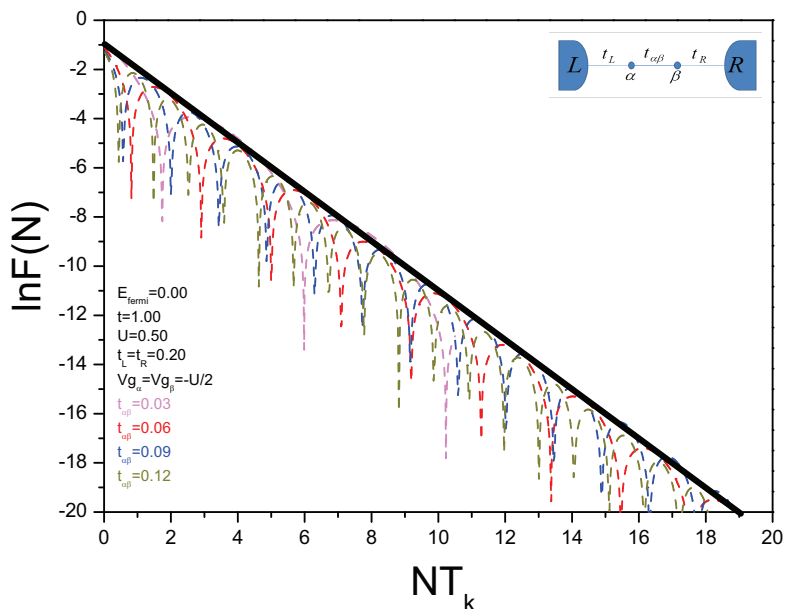 -0
-2
-4
-6
-8
-10
-12
-14
-16
-18
-20
0 2 4 6 8 10 12 14 16 18 20
lnF(N)
NT_k
L t_L α t_αβ β t_R R
E_fermi=0.00
t=1.00
U=0.50
t_L=t_R=0.20
Vg_α=Vg_β=-U/2
t_αβ=0.03
t_αβ=0.06
t_αβ=0.09
t_αβ=0.12